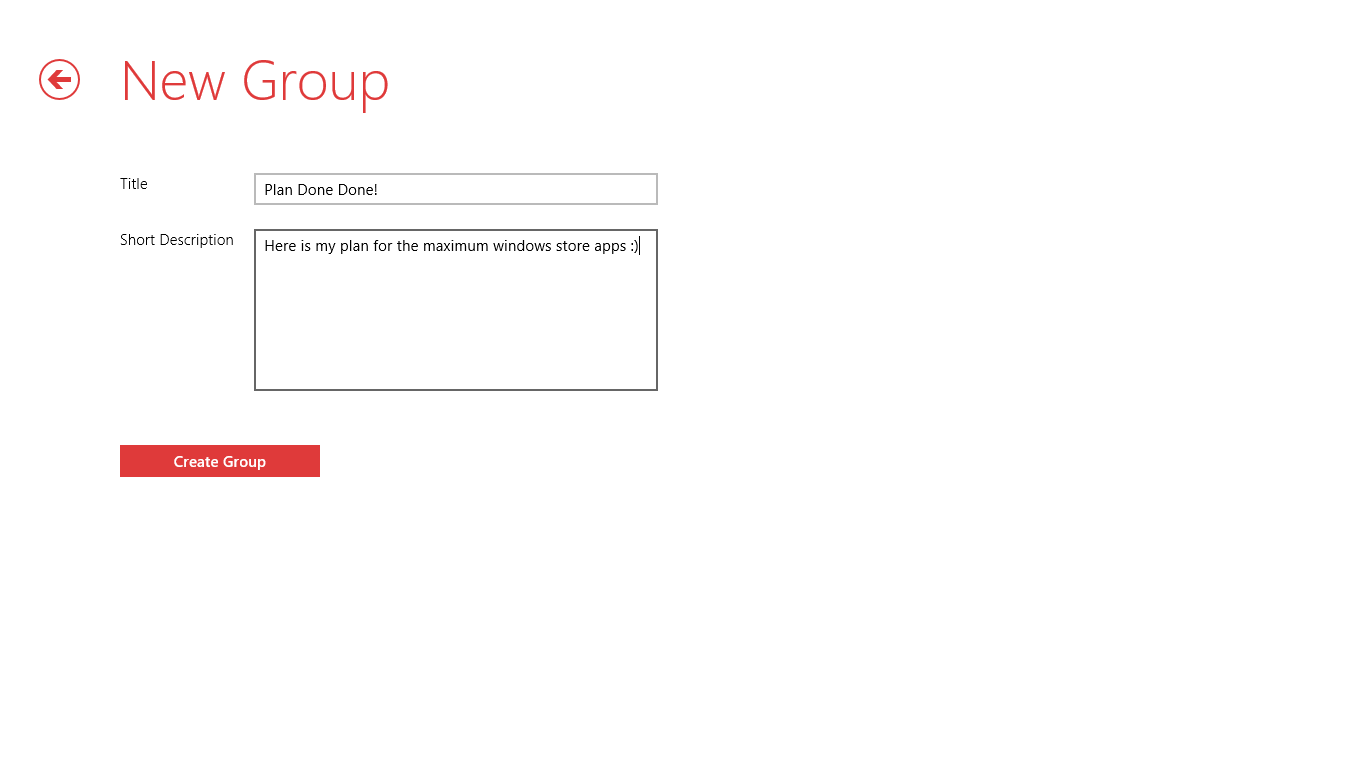 New Group
Title
Plan Done Done!
Short Description
Here is my plan for the maximum windows store apps :)
Create Group